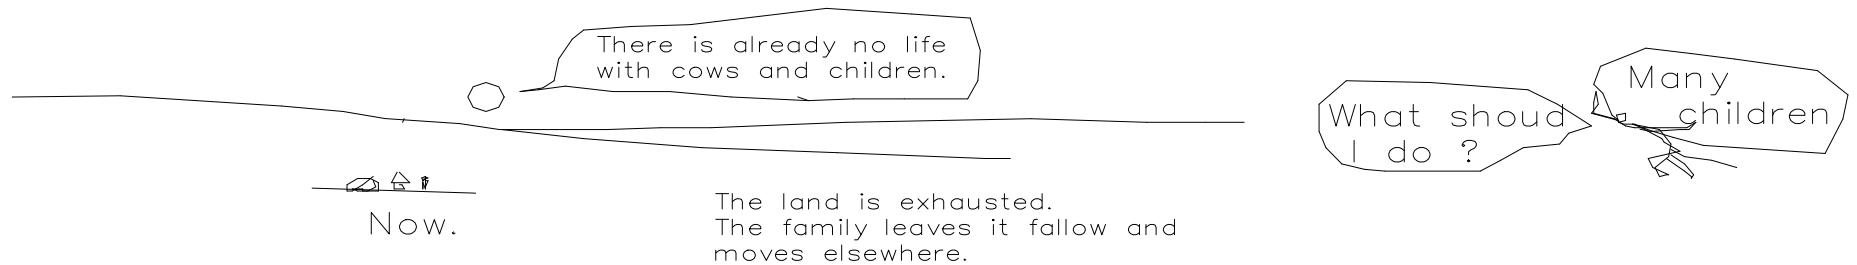 There is already no life
with cows and children.
Now.
The land is exhausted.
The family leaves it fallow and
moves elsewhere.
What shoud
I do ?
Many
children